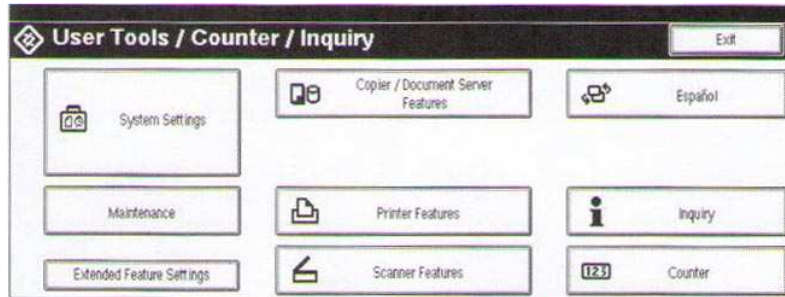 User Tools / Counter / Inquiry
Exit
System Settings
Copier / Document Server
Features
Español
Maintenance
Printer Features
Inquiry
Extended Feature Settings
Scanner Features
123
Counter